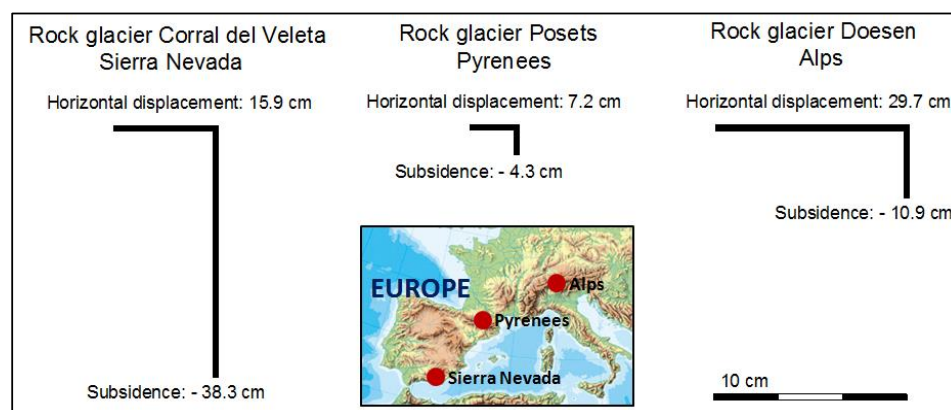 Rock glacier Corral del Veleta
Sierra Nevada
Horizontal displacement: 15.9 cm
Subsidence: - 38.3 cm
Rock glacier Posets
Pyrenees
Horizontal displacement: 7.2 cm
Subsidence: - 4.3 cm
Rock glacier Doesen
Alps
Horizontal displacement: 29.7 cm
Subsidence: - 10.9 cm
EUROPE
Alps
Pyrenees
Sierra Nevada
10 cm